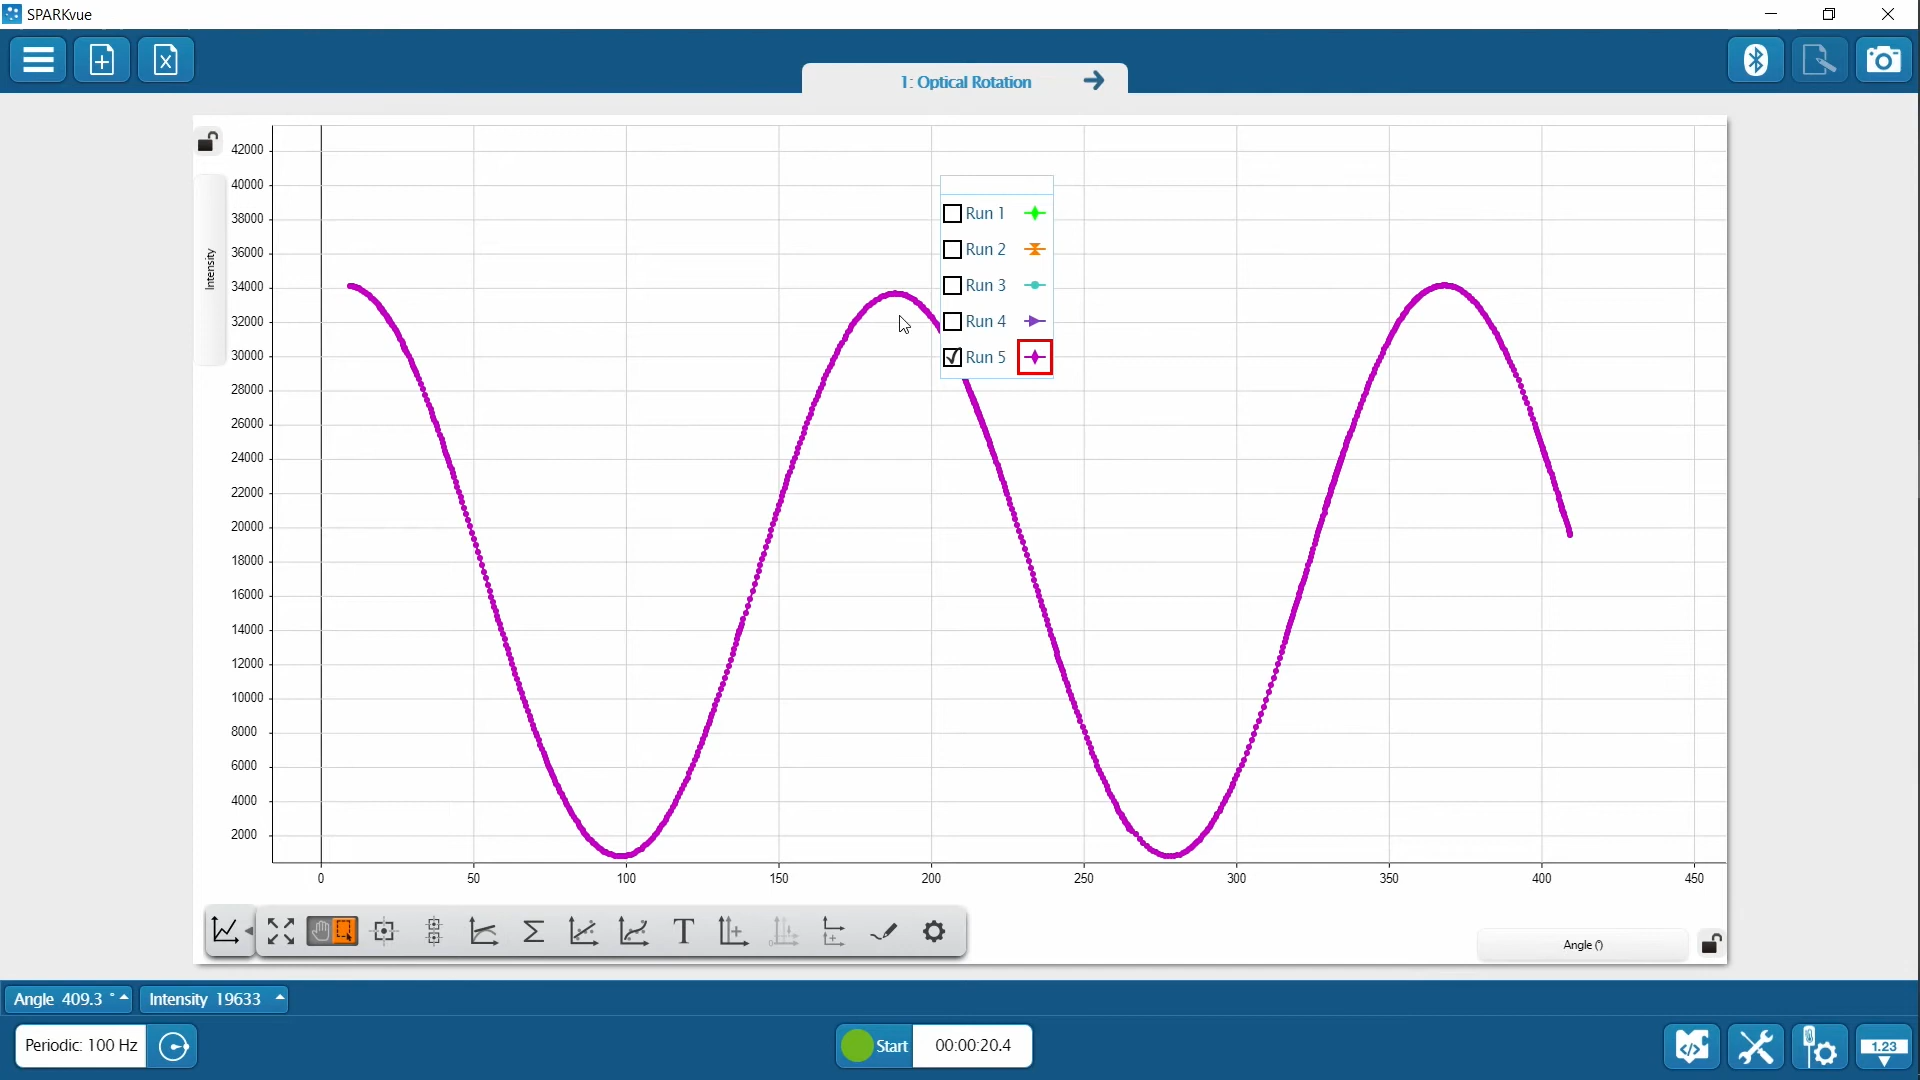 SPARKvue
1: Optical Rotation
Intensity
42000
40000
38000
36000
34000
32000
30000
28000
26000
24000
22000
20000
18000
16000
14000
12000
10000
8000
6000
4000
2000
Run 1
Run 2
Run 3
Run 4
Run 5
0 50 100 150 200 250 300 350 400 450
T
Angle (°)
Angle 409.3 °
Intensity 19633
Periodic: 100 Hz
Start
00:00:20.4
1.23